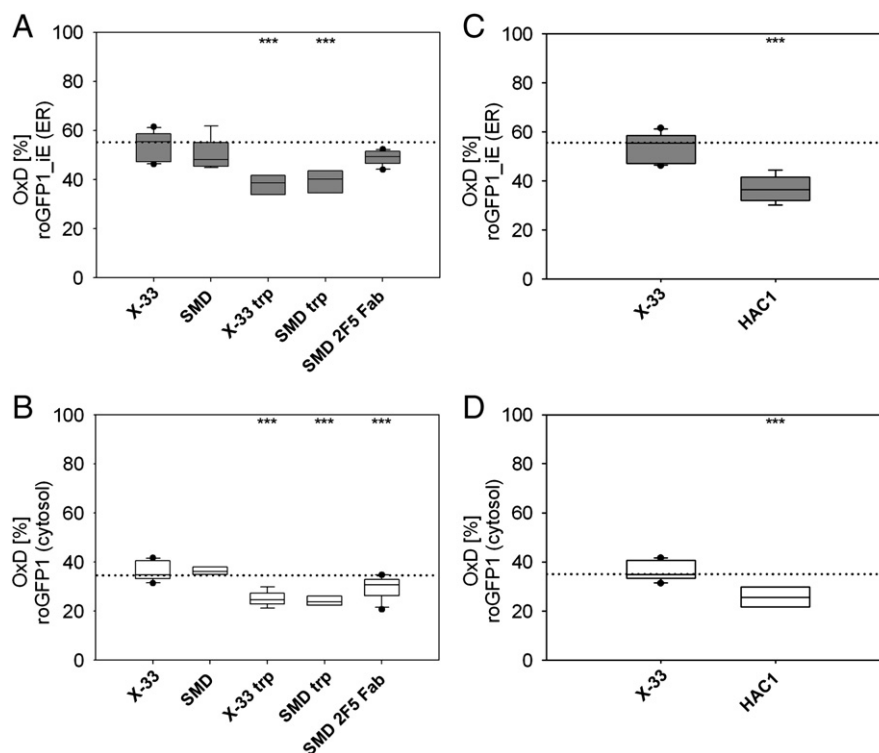 A
OxD [%]
roGFP1_iE (ER)
100
80
60
40
20
0
*** ***
X-33 SMD X-33 trp SMD trp SMD 2F5 Fab
C
OxD [%]
roGFP1_iE (ER)
100
80
60
40
20
0
***
X-33 HAC1
B
OxD [%]
roGFP1 (cytosol)
100
80
60
40
20
0
*** *** ***
X-33 SMD X-33 trp SMD trp SMD 2F5 Fab
D
OxD [%]
roGFP1 (cytosol)
100
80
60
40
20
0
***
X-33 HAC1